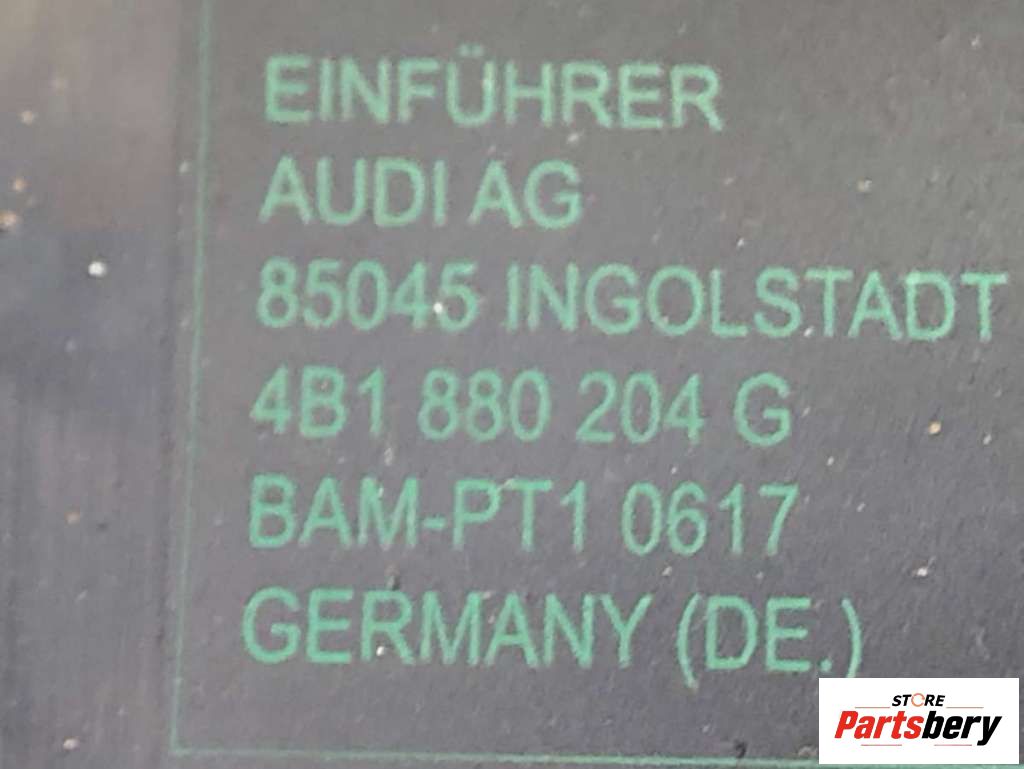 EINFÜHRER
AUDI AG
85045 INGOLSTADT
4B1 880 204 G
BAM-PT1 0617
GERMANY (DE.)
STORE
Partsbery